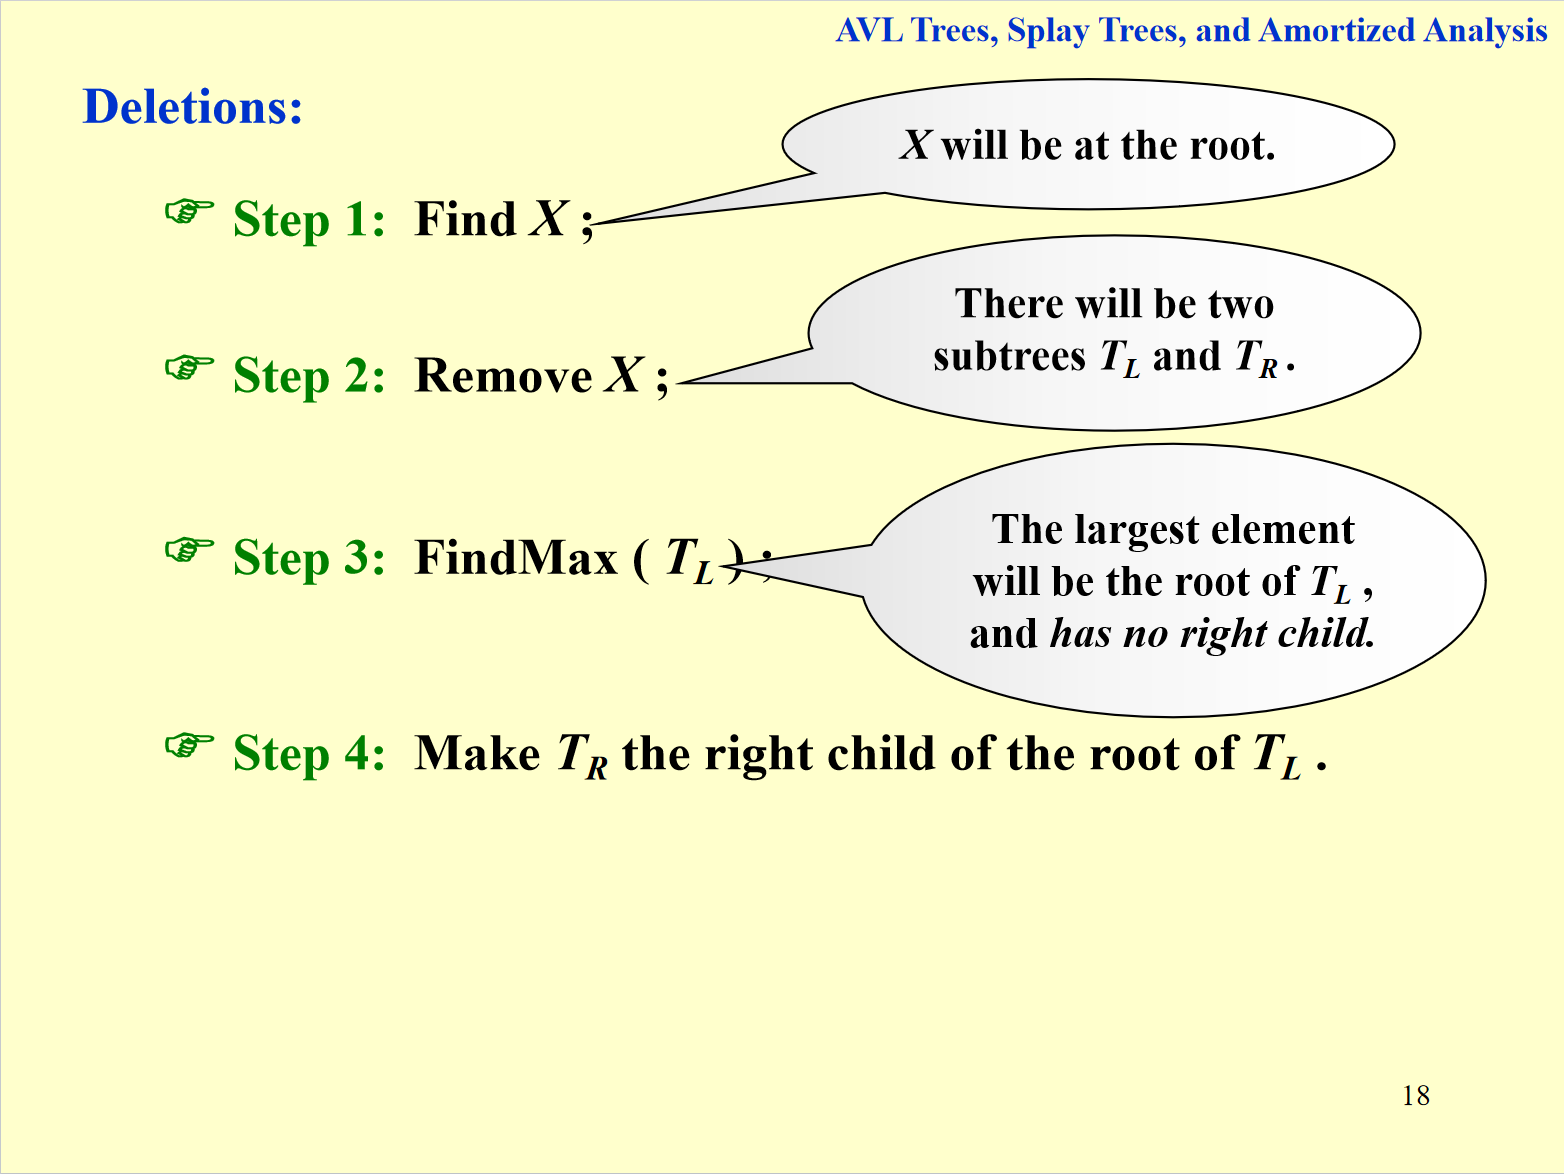 AVL Trees, Splay Trees, and Amortized Analysis
Deletions:
X will be at the root.
☞ Step 1: Find X ;
There will be two
subtrees T_L and T_R .
☞ Step 2: Remove X ;
The largest element
will be the root of T_L ,
and has no right child.
☞ Step 3: FindMax ( T_L ) ;
☞ Step 4: Make T_R the right child of the root of T_L .
18